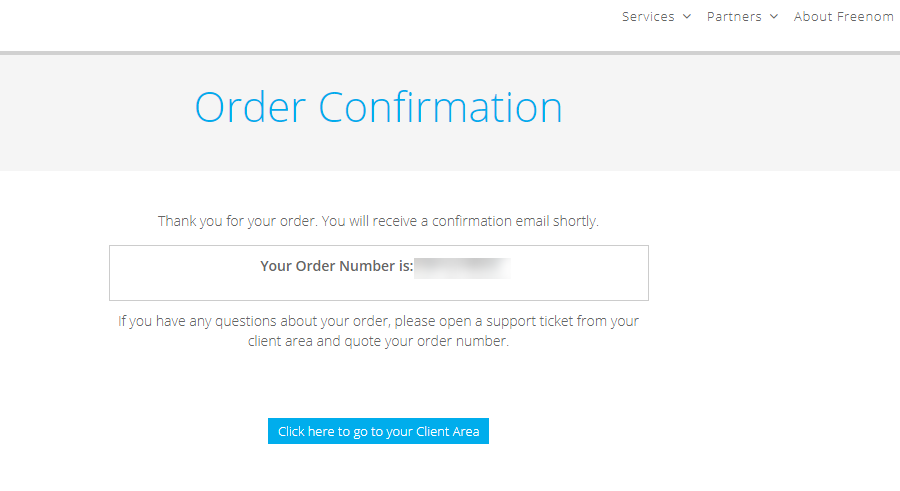 Services Partners About Freenom
Order Confirmation
Thank you for your order. You will receive a confirmation email shortly.
Your Order Number is:
If you have any questions about your order, please open a support ticket from your
client area and quote your order number.
Click here to go to your Client Area